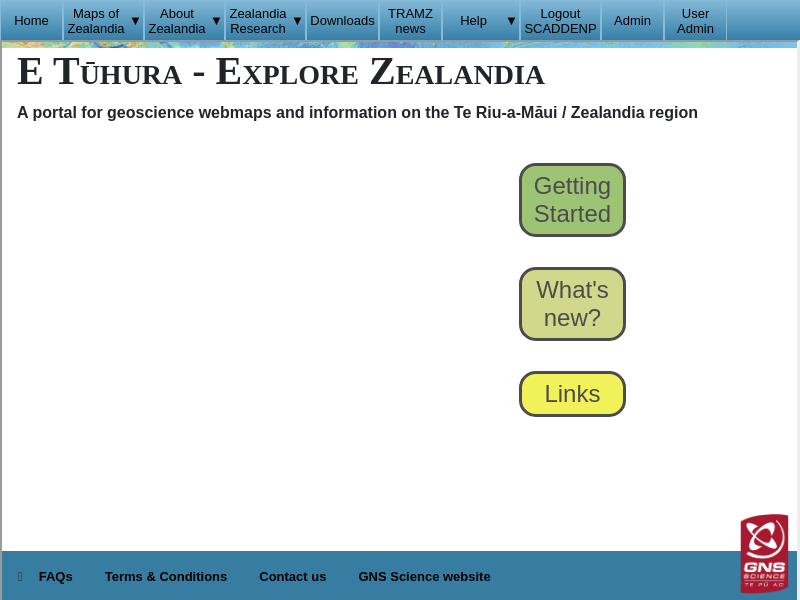 Home
Maps of
Zealandia ▼
About
Zealandia ▼
Zealandia
Research ▼
Downloads
TRAMZ
news
Help ▼
Logout
SCADDENP
Admin
User
Admin
E Tūhura - Explore Zealandia
A portal for geoscience webmaps and information on the Te Riu-a-Māui / Zealandia region
Getting
Started
What's
new?
Links
GNS
SCIENCE
TE PŪ AO
FAQs Terms & Conditions Contact us GNS Science website